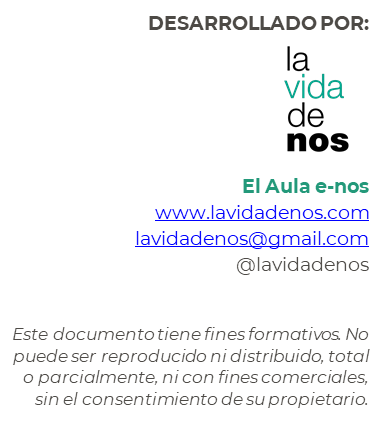 DESARROLLADO POR:
la
vida
de
nos
El Aula e-nos
www.lavidadenos.com
lavidadenos@gmail.com
@lavidadenos
Este documento tiene fines formativos. No
puede ser reproducido ni distribuido, total
o parcialmente, ni con fines comerciales,
sin el consentimiento de su propietario.